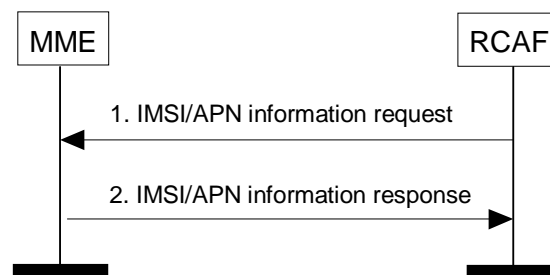 MME
RCAF
1. IMSI/APN information request
2. IMSI/APN information response